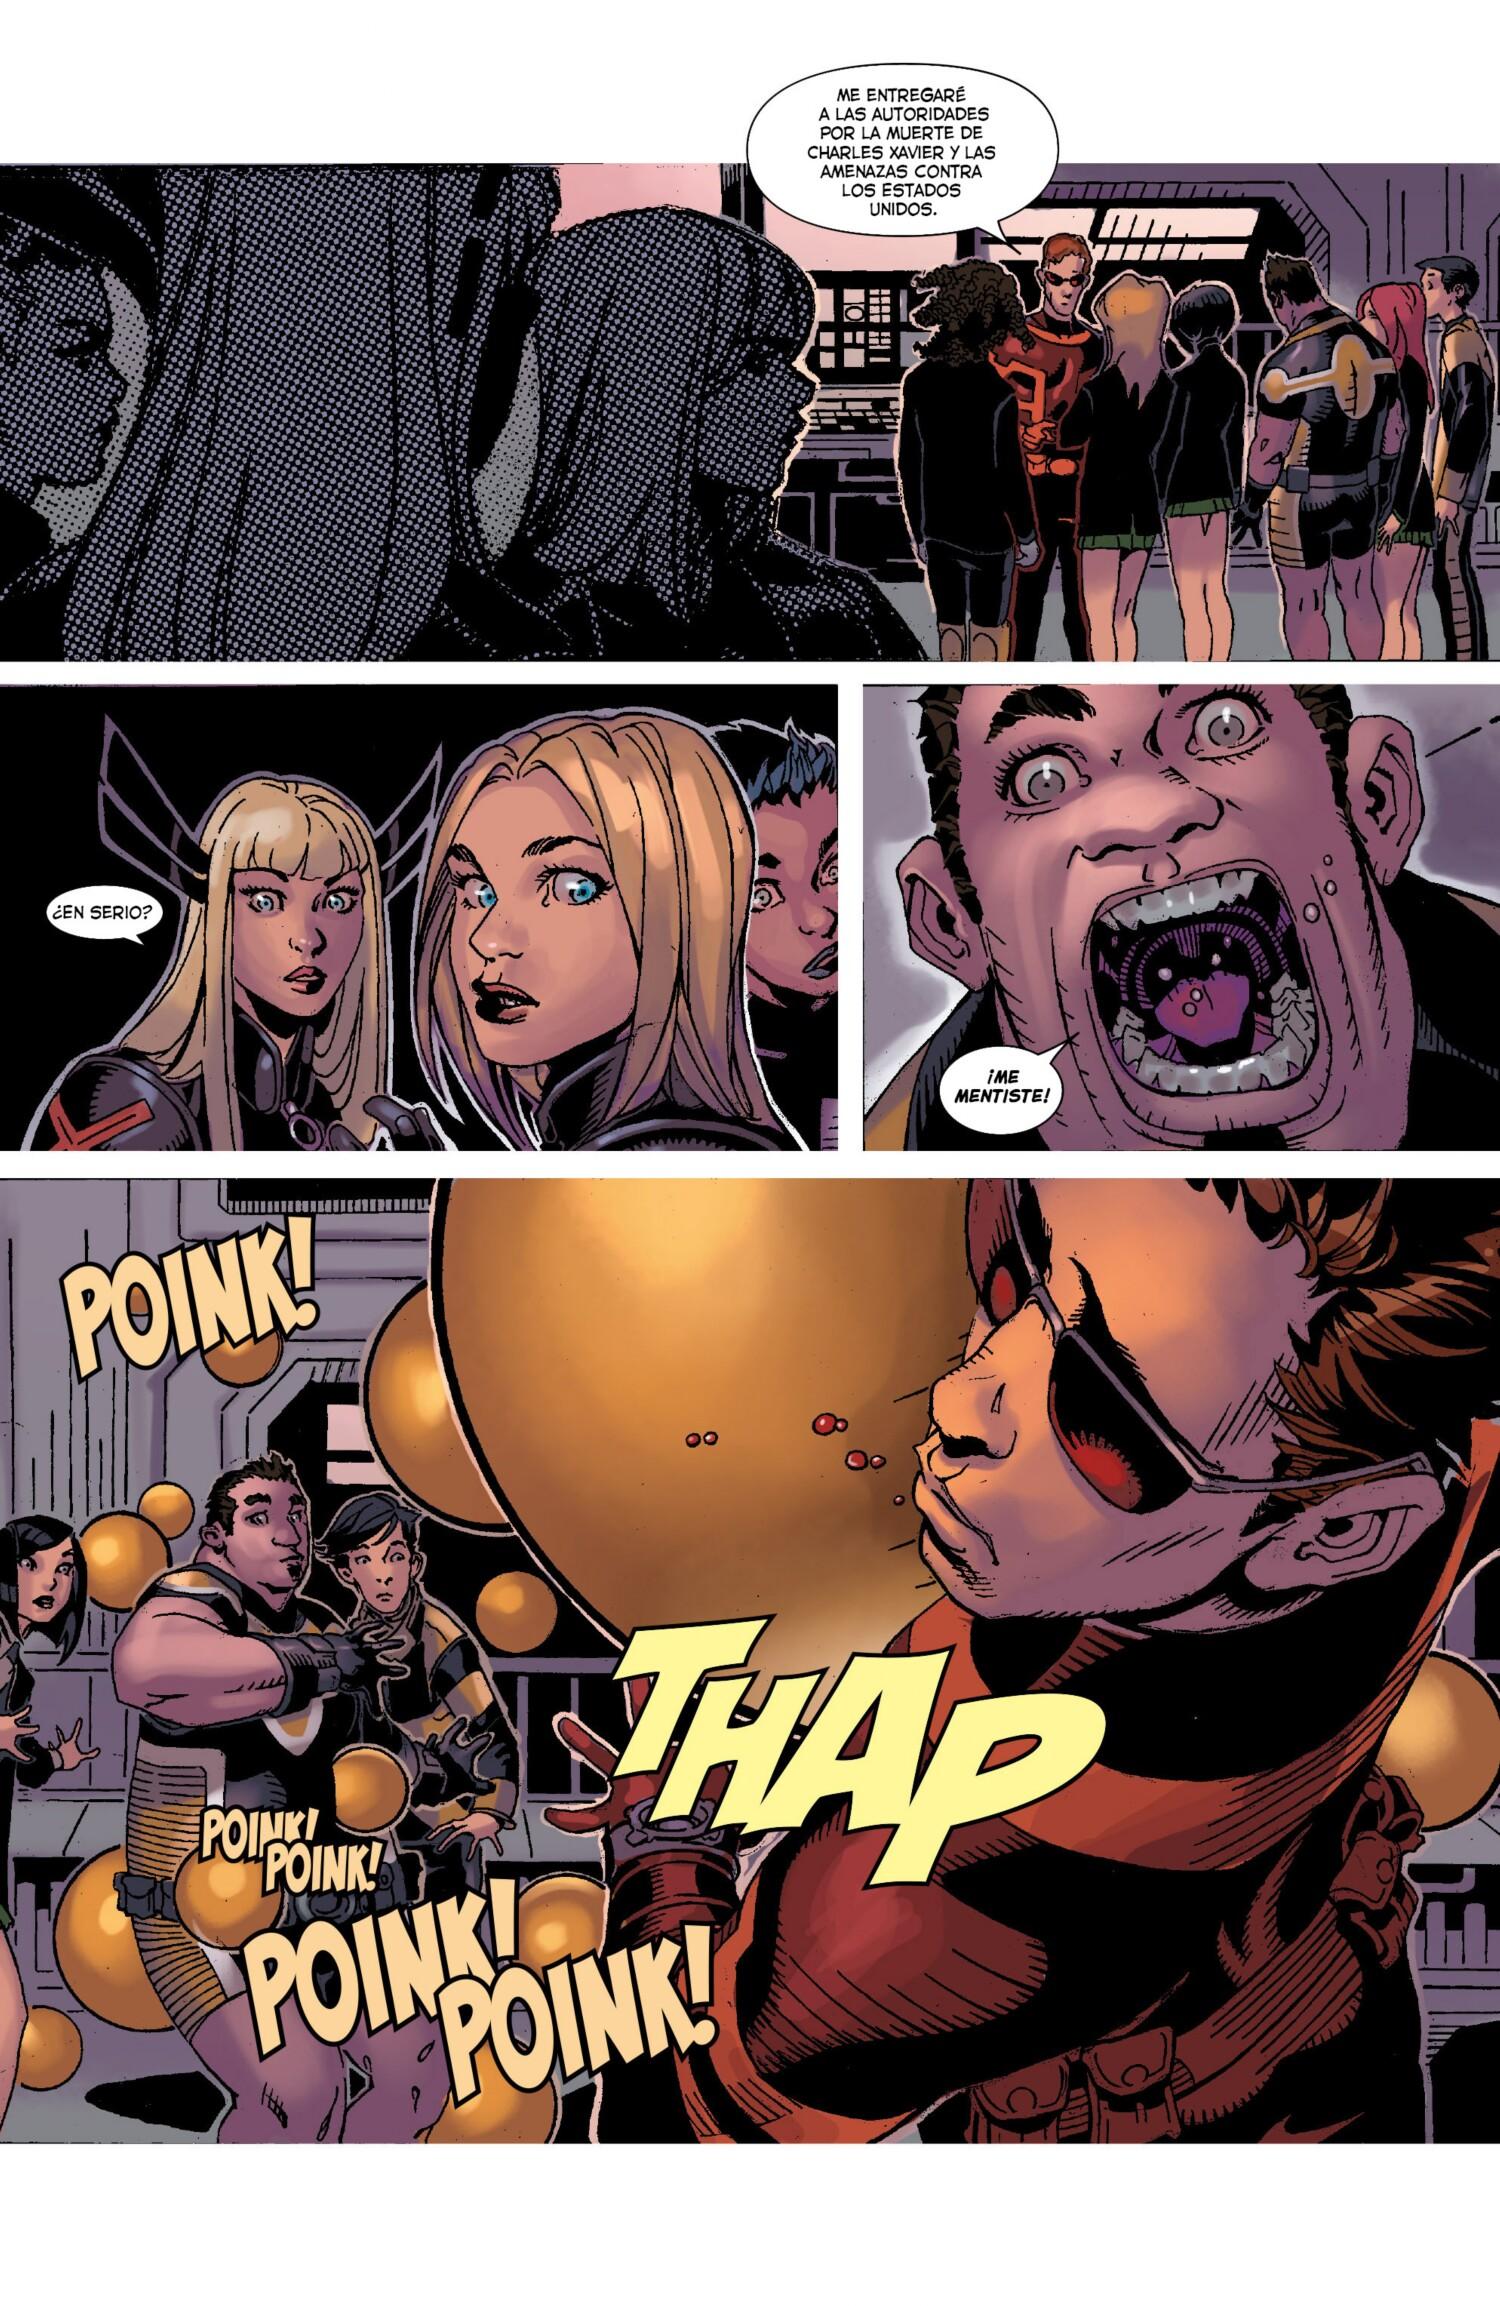 ME ENTREGARÉ
A LAS AUTORIDADES
POR LA MUERTE DE
CHARLES XAVIER Y LAS
AMENAZAS CONTRA
LOS ESTADOS
UNIDOS.
¿EN SERIO?
¡ME
MENTISTE!
POINK!
THAP
POINK!
POINK!
POINK!
POINK!